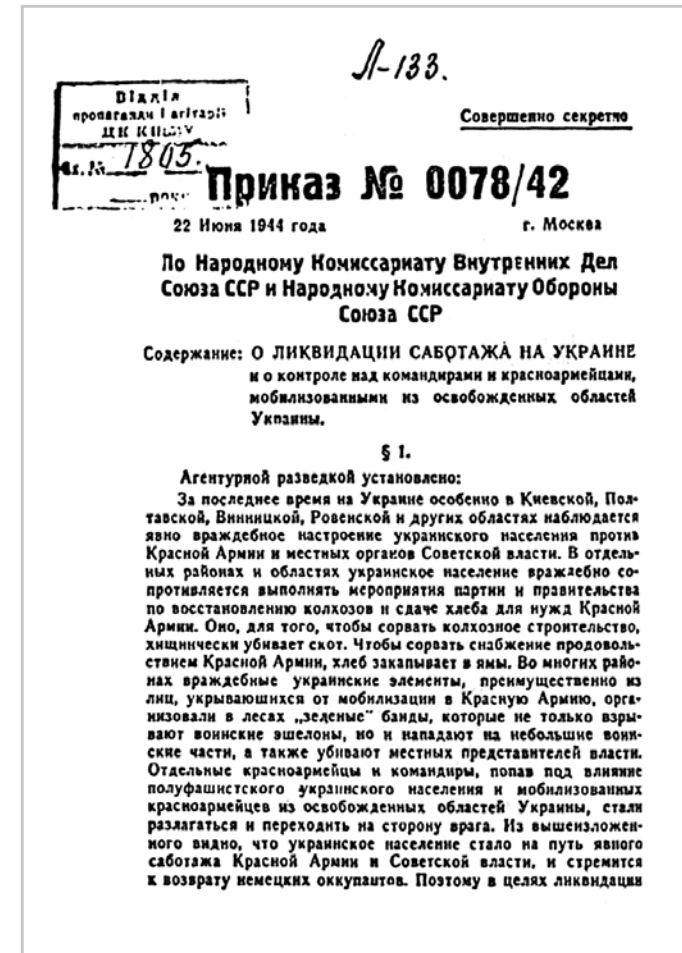 Л-133.
Відділ
пропаганди і агітації
ЦК
1805.
Совершенно секретно
Приказ № 0078/42
22 Июня 1944 года г. Москва
По Народному Комиссариату Внутренних Дел
Союза ССР и Народному Комиссариату Обороны
Союза ССР
Содержание: О ЛИКВИДАЦИИ САБОТАЖА НА УКРАИНЕ
и о контроле над командирами и красноармейцами,
мобилизованными из освобожденных областей
Украины.
§ 1.
Агентурной разведкой установлено:
За последнее время на Украине особенно в Киевской, Пол-
тавской, Винницкой, Ровенской и других областях наблюдается
явно враждебное настроение украинского населения против
Красной Армии и местных органов Советской власти. В отдель-
ных районах и областях украинское население враждебно со-
противляется выполнять мероприятия партии и правительства
по восстановлению колхозов и сдаче хлеба для нужд Красной
Армии. Оно, для того, чтобы сорвать колхозное строительство,
хищнически убивает скот. Чтобы сорвать снабжение продоволь-
ствием Красной Армии, хлеб закапывает в ямы. Во многих райо-
нах враждебные украинские элементы, преимущественно из
лиц, укрывающихся от мобилизации в Красную Армию, орга-
низовали в лесах „зеленые" банды, которые не только взры-
вают воинские эшелоны, но и нападают на небольшие воин-
ские части, а также убивают местных представителей власти.
Отдельные красноармейцы и командиры, попав под влияние
полуфашистского украинского населения и мобилизованных
красноармейцев из освобожденных областей Украины, стали
разлагаться и переходить на сторону врага. Из вышеизложен-
ного видно, что украинское население стало на путь явного
саботажа Красной Армии и Советской власти, и стремится
к возврату немецких оккупантов. Поэтому в целях ликвидации